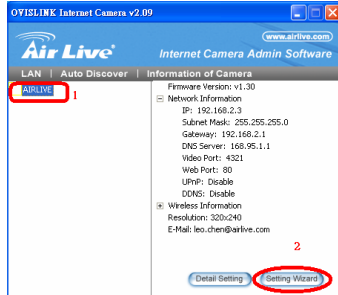 OVISLINK Internet Camera v2.09
Air Live
www.airlive.com
Internet Camera Admin Software
LAN | Auto Discover | Information of Camera
AIRLIVE
1
Firmware Version: v1.30
Network Information
IP: 192.168.2.3
Subnet Mask: 255.255.255.0
Gateway: 192.168.2.1
DNS Server: 168.95.1.1
Video Port: 4321
Web Port: 80
UPnP: Disable
DDNS: Disable
Wireless Information
Resolution: 320x240
E-Mail: leo.chen@airlive.com
2
Detail Setting
Setting Wizard